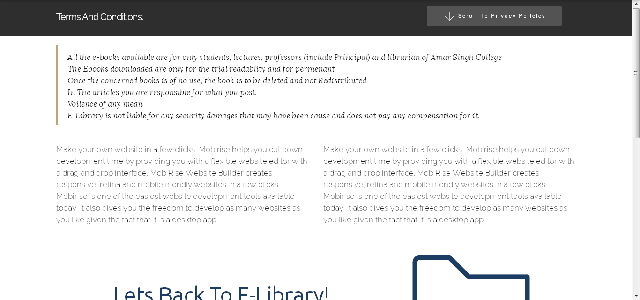 Terms And Conditions.
Scroll To Privacy Policies
All the e-books available are for only students, lectures, professors (include Principal) and librarian of Amar Singh College
The Ebooks downloaded are only for the trial readability and for permenant
Once the concerned books is of no use, the book is to be deleted and not Redistributed
In The articles you are responsible for what you post.
Voilence of any mean
E-Library is not liable for any security damages that may have been cause and does not pay any compensation for it.
Make your own website in a few clicks. Mobirise helps you cut down
development time by providing you with a flexible website editor with
a drag and drop interface. MobiRise Website Builder creates
responsive, retina and mobile friendly websites in a few clicks.
Mobirise is one of the easiest website development tools available
today. It also gives you the freedom to develop as many websites as
you like given the fact that it is a desktop app.
Make your own website in a few clicks. Mobirise helps you cut down
development time by providing you with a flexible website editor with
a drag and drop interface. MobiRise Website Builder creates
responsive, retina and mobile friendly websites in a few clicks.
Mobirise is one of the easiest website development tools available
today. It also gives you the freedom to develop as many websites as
you like given the fact that it is a desktop app.
Lets Back To E-Library!